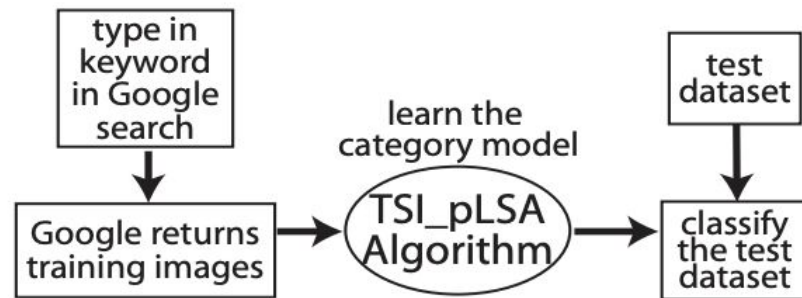 type in
keyword
in Google
search
Google returns
training images
learn the
category model
TSI_pLSA
Algorithm
test
dataset
classify
the test
dataset